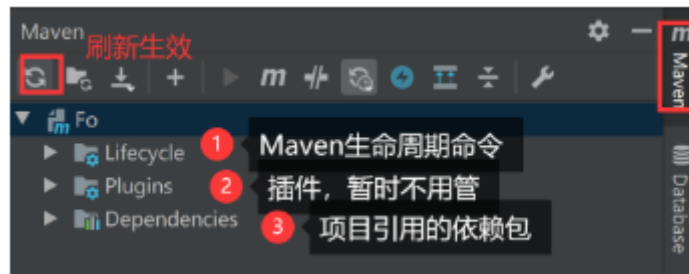 Maven
刷新生效
m
Fo
Lifecycle
1 Maven生命周期命令
Plugins
2 插件，暂时不用管
Dependencies
3 项目引用的依赖包
m
Maven
Database